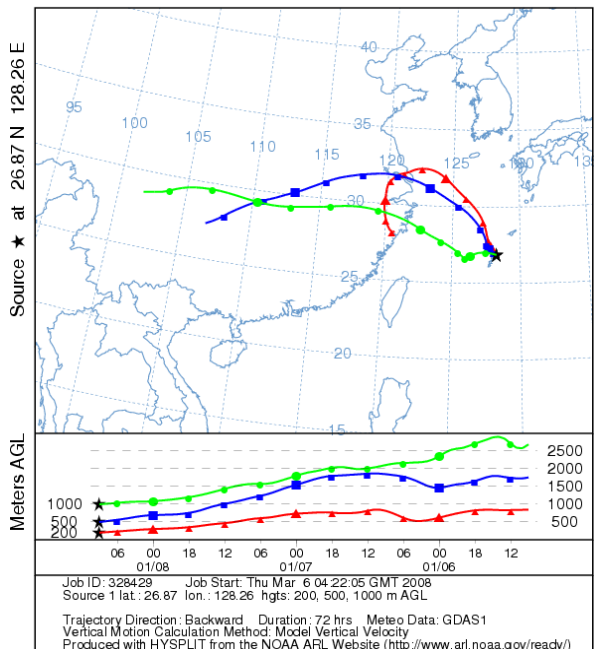 Source ★ at 26.87 N 128.26 E
40
95
100
35
105
110
115
120
125
130
135
30
25
20
15
Meters AGL
2500
2000
1500
1000
500
1000
500
200
06 00 18 12 06 00 18 12 06 00 18 12
01/08 01/07 01/06
Job ID: 328429 Job Start: Thu Mar 6 04:22:05 GMT 2008
Source 1 lat.: 26.87 lon.: 128.26 hgts: 200, 500, 1000 m AGL
Trajectory Direction: Backward Duration: 72 hrs Meteo Data: GDAS1
Vertical Motion Calculation Method: Model Vertical Velocity
Produced with HYSPLIT from the NOAA ARL Website (http://www.arl.noaa.gov/ready/)